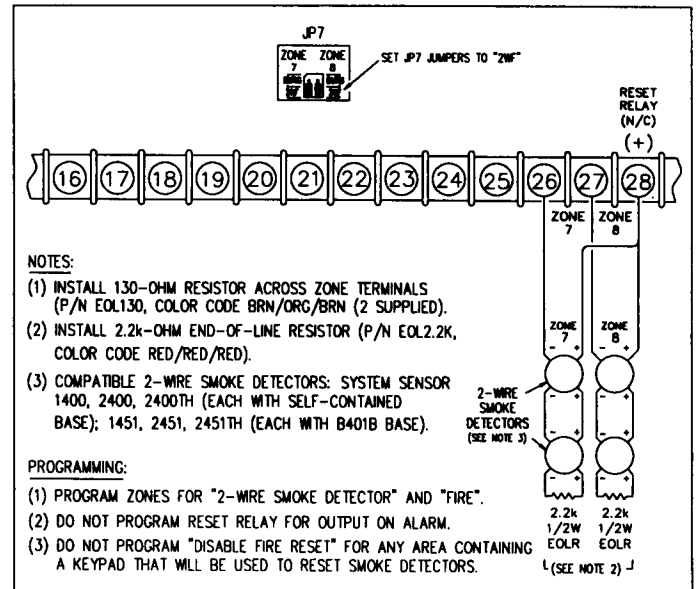 JP7
ZONE ZONE
7 8
SET JP7 JUMPERS TO "2WF"
RESET
RELAY
(N/C)
(+)
16 17 18 19 20 21 22 23 24 25 26 27 28
ZONE ZONE
7 8
NOTES:
(1) INSTALL 130-OHM RESISTOR ACROSS ZONE TERMINALS
(P/N EOL130, COLOR CODE BRN/ORG/BRN (2 SUPPLIED).
(2) INSTALL 2.2k-OHM END-OF-LINE RESISTOR (P/N EOL2.2K,
COLOR CODE RED/RED/RED).
(3) COMPATIBLE 2-WIRE SMOKE DETECTORS: SYSTEM SENSOR
1400, 2400, 2400TH (EACH WITH SELF-CONTAINED
BASE); 1451, 2451, 2451TH (EACH WITH B401B BASE).
ZONE ZONE
7 8
- + - +
- + - +
2-WIRE
SMOKE
DETECTORS
(SEE NOTE 3)
- + - +
- + - +
2.2k 2.2k
1/2W 1/2W
EOLR EOLR
(SEE NOTE 2)
PROGRAMMING:
(1) PROGRAM ZONES FOR "2-WIRE SMOKE DETECTOR" AND "FIRE".
(2) DO NOT PROGRAM RESET RELAY FOR OUTPUT ON ALARM.
(3) DO NOT PROGRAM "DISABLE FIRE RESET" FOR ANY AREA CONTAINING
A KEYPAD THAT WILL BE USED TO RESET SMOKE DETECTORS.